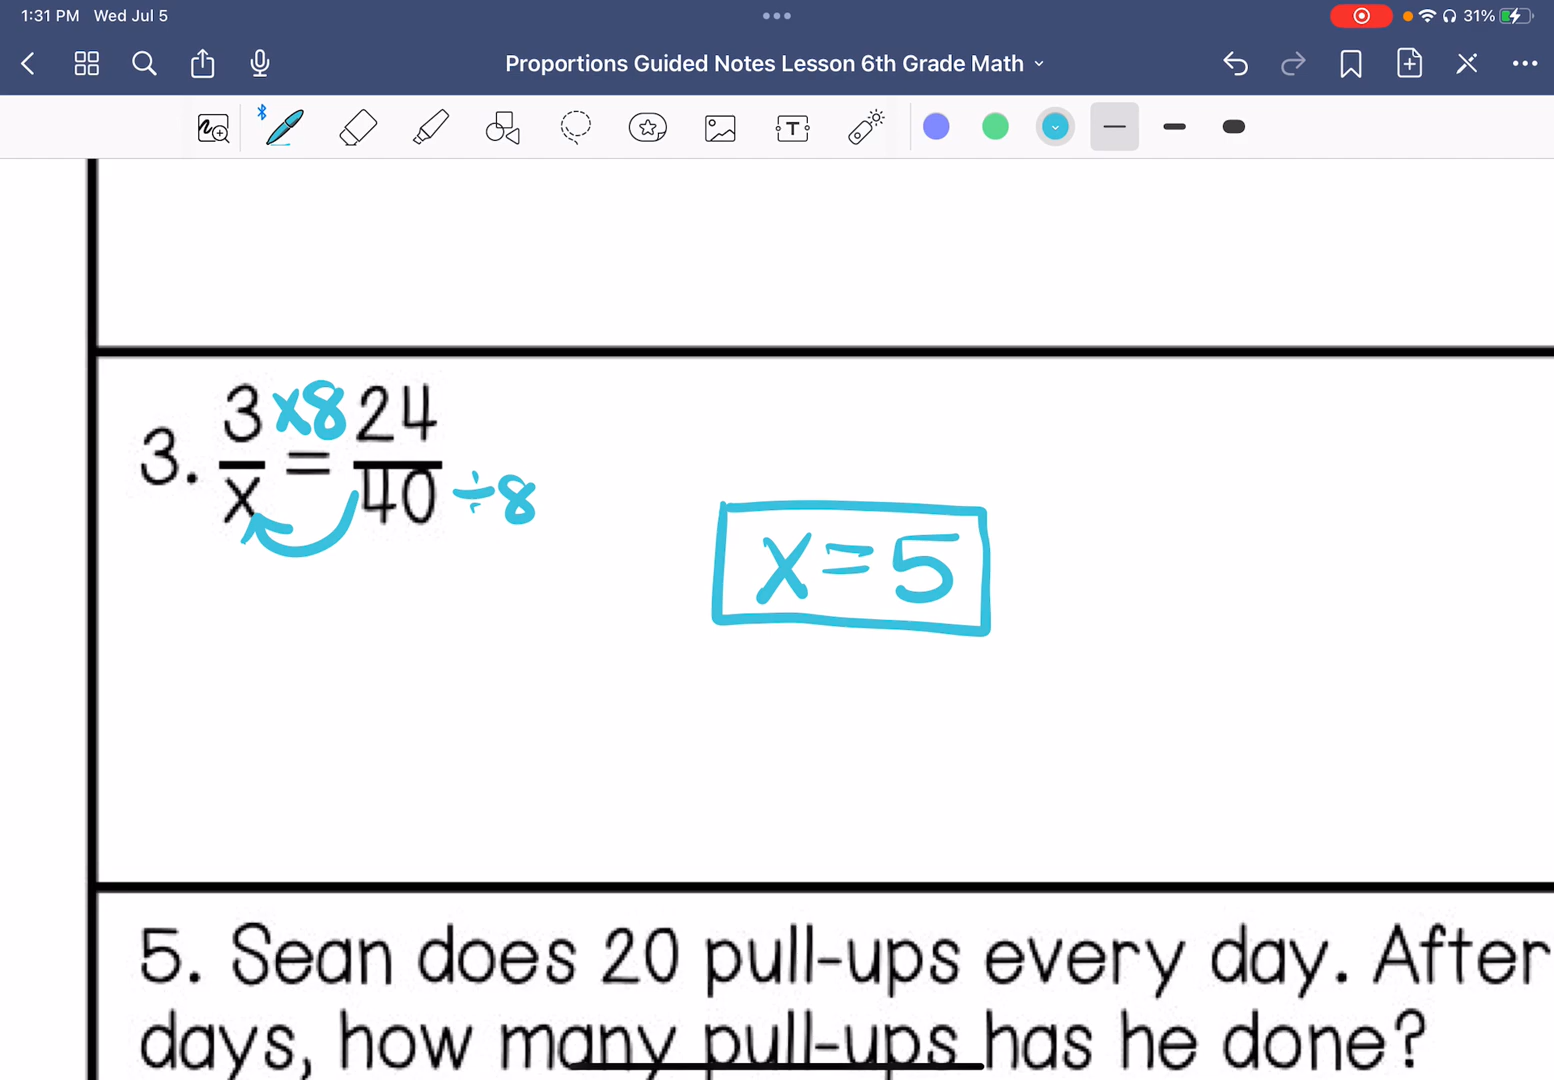 1:31 PM Wed Jul 5
31%
Proportions Guided Notes Lesson 6th Grade Math
T
3. 3/x ×8 = 24/40 ÷8
x=5
5. Sean does 20 pull-ups every day. After
days, how many pull-ups has he done?